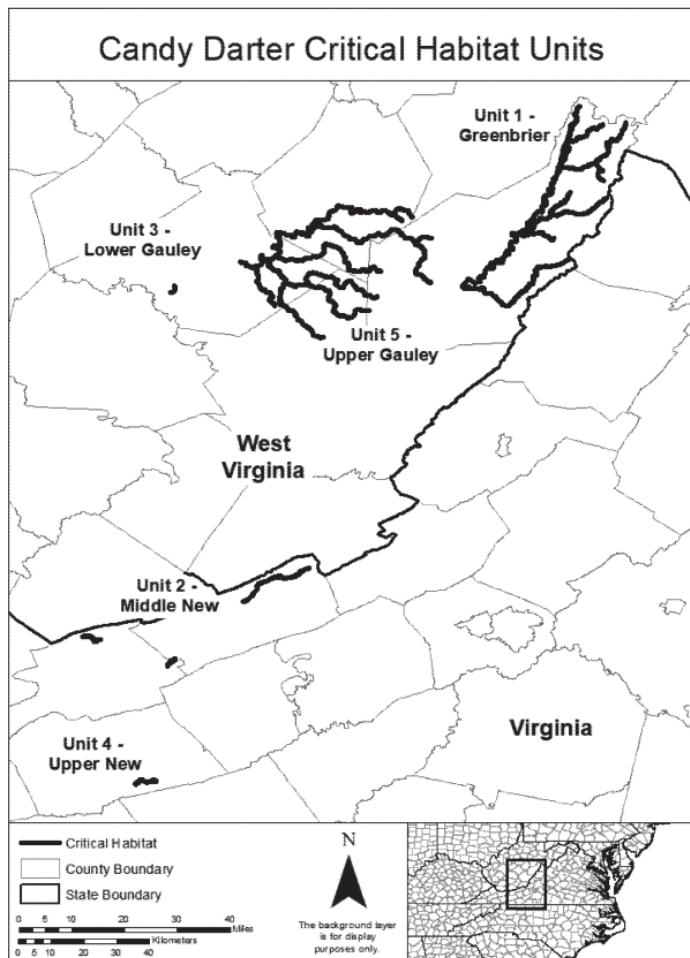 Candy Darter Critical Habitat Units
Unit 1 -
Greenbrier
Unit 3 -
Lower Gauley
Unit 5 -
Upper Gauley
West
Virginia
Unit 2 -
Middle New
Unit 4 -
Upper New
Virginia
Critical Habitat
County Boundary
State Boundary
0 5 10 20 30 40
Miles
Kilometers
0 5 10 20 30 40
N
The background layer
is for display
purposes only.